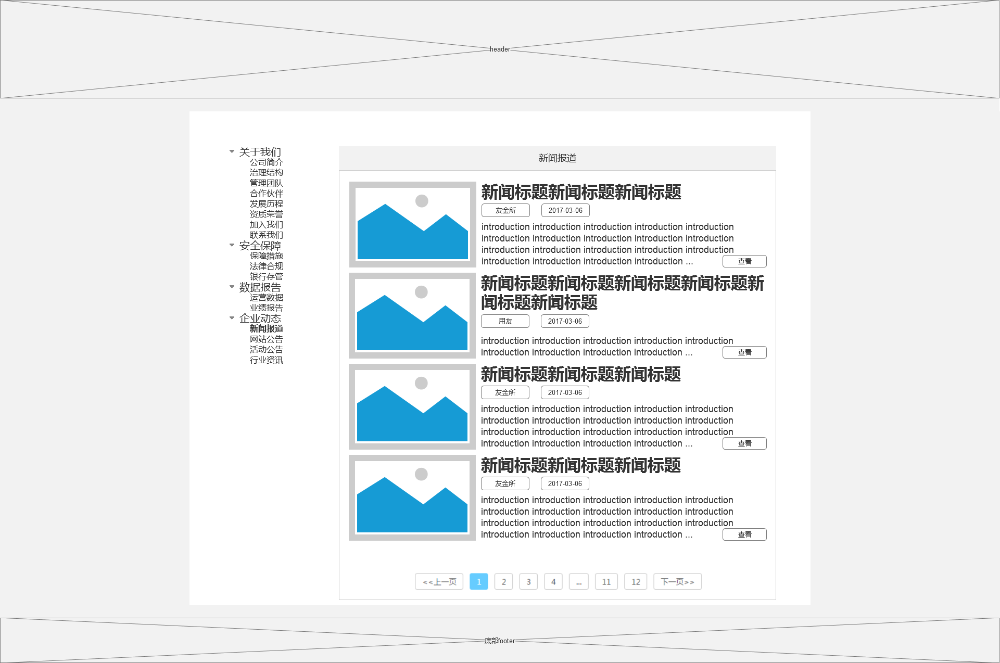 header
关于我们
公司简介
治理结构
管理团队
合作伙伴
发展历程
资质荣誉
加入我们
联系我们
安全保障
保障措施
法律合规
银行存管
数据报告
运营数据
业绩报告
企业动态
新闻报道
网站公告
活动公告
行业资讯
新闻报道
新闻标题新闻标题新闻标题
友金所 2017-03-06
introduction introduction introduction introduction introduction
introduction introduction introduction introduction introduction
introduction introduction introduction introduction introduction
introduction introduction introduction introduction ... 查看
新闻标题新闻标题新闻标题新闻标题新
闻标题新闻标题
用友 2017-03-06
introduction introduction introduction introduction introduction
introduction introduction introduction introduction ... 查看
新闻标题新闻标题新闻标题
友金所 2017-03-06
introduction introduction introduction introduction introduction
introduction introduction introduction introduction introduction
introduction introduction introduction introduction introduction
introduction introduction introduction introduction ... 查看
新闻标题新闻标题新闻标题
友金所 2017-03-06
introduction introduction introduction introduction introduction
introduction introduction introduction introduction introduction
introduction introduction introduction introduction introduction
introduction introduction introduction introduction ... 查看
<<上一页 1 2 3 4 ... 11 12 下一页>>
底部footer